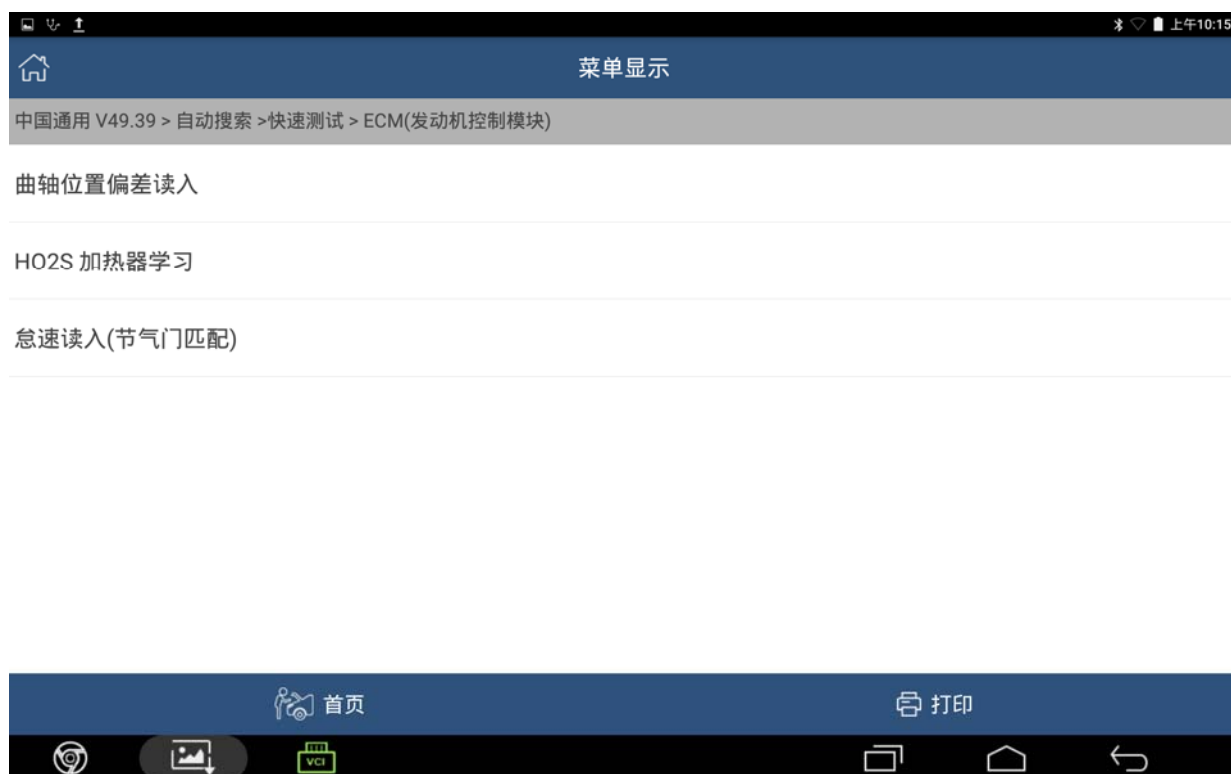 上午10:15
菜单显示
中国通用 V49.39 > 自动搜索 >快速测试 > ECM(发动机控制模块)
曲轴位置偏差读入
HO2S 加热器学习
怠速读入(节气门匹配)
首页 打印
VCI